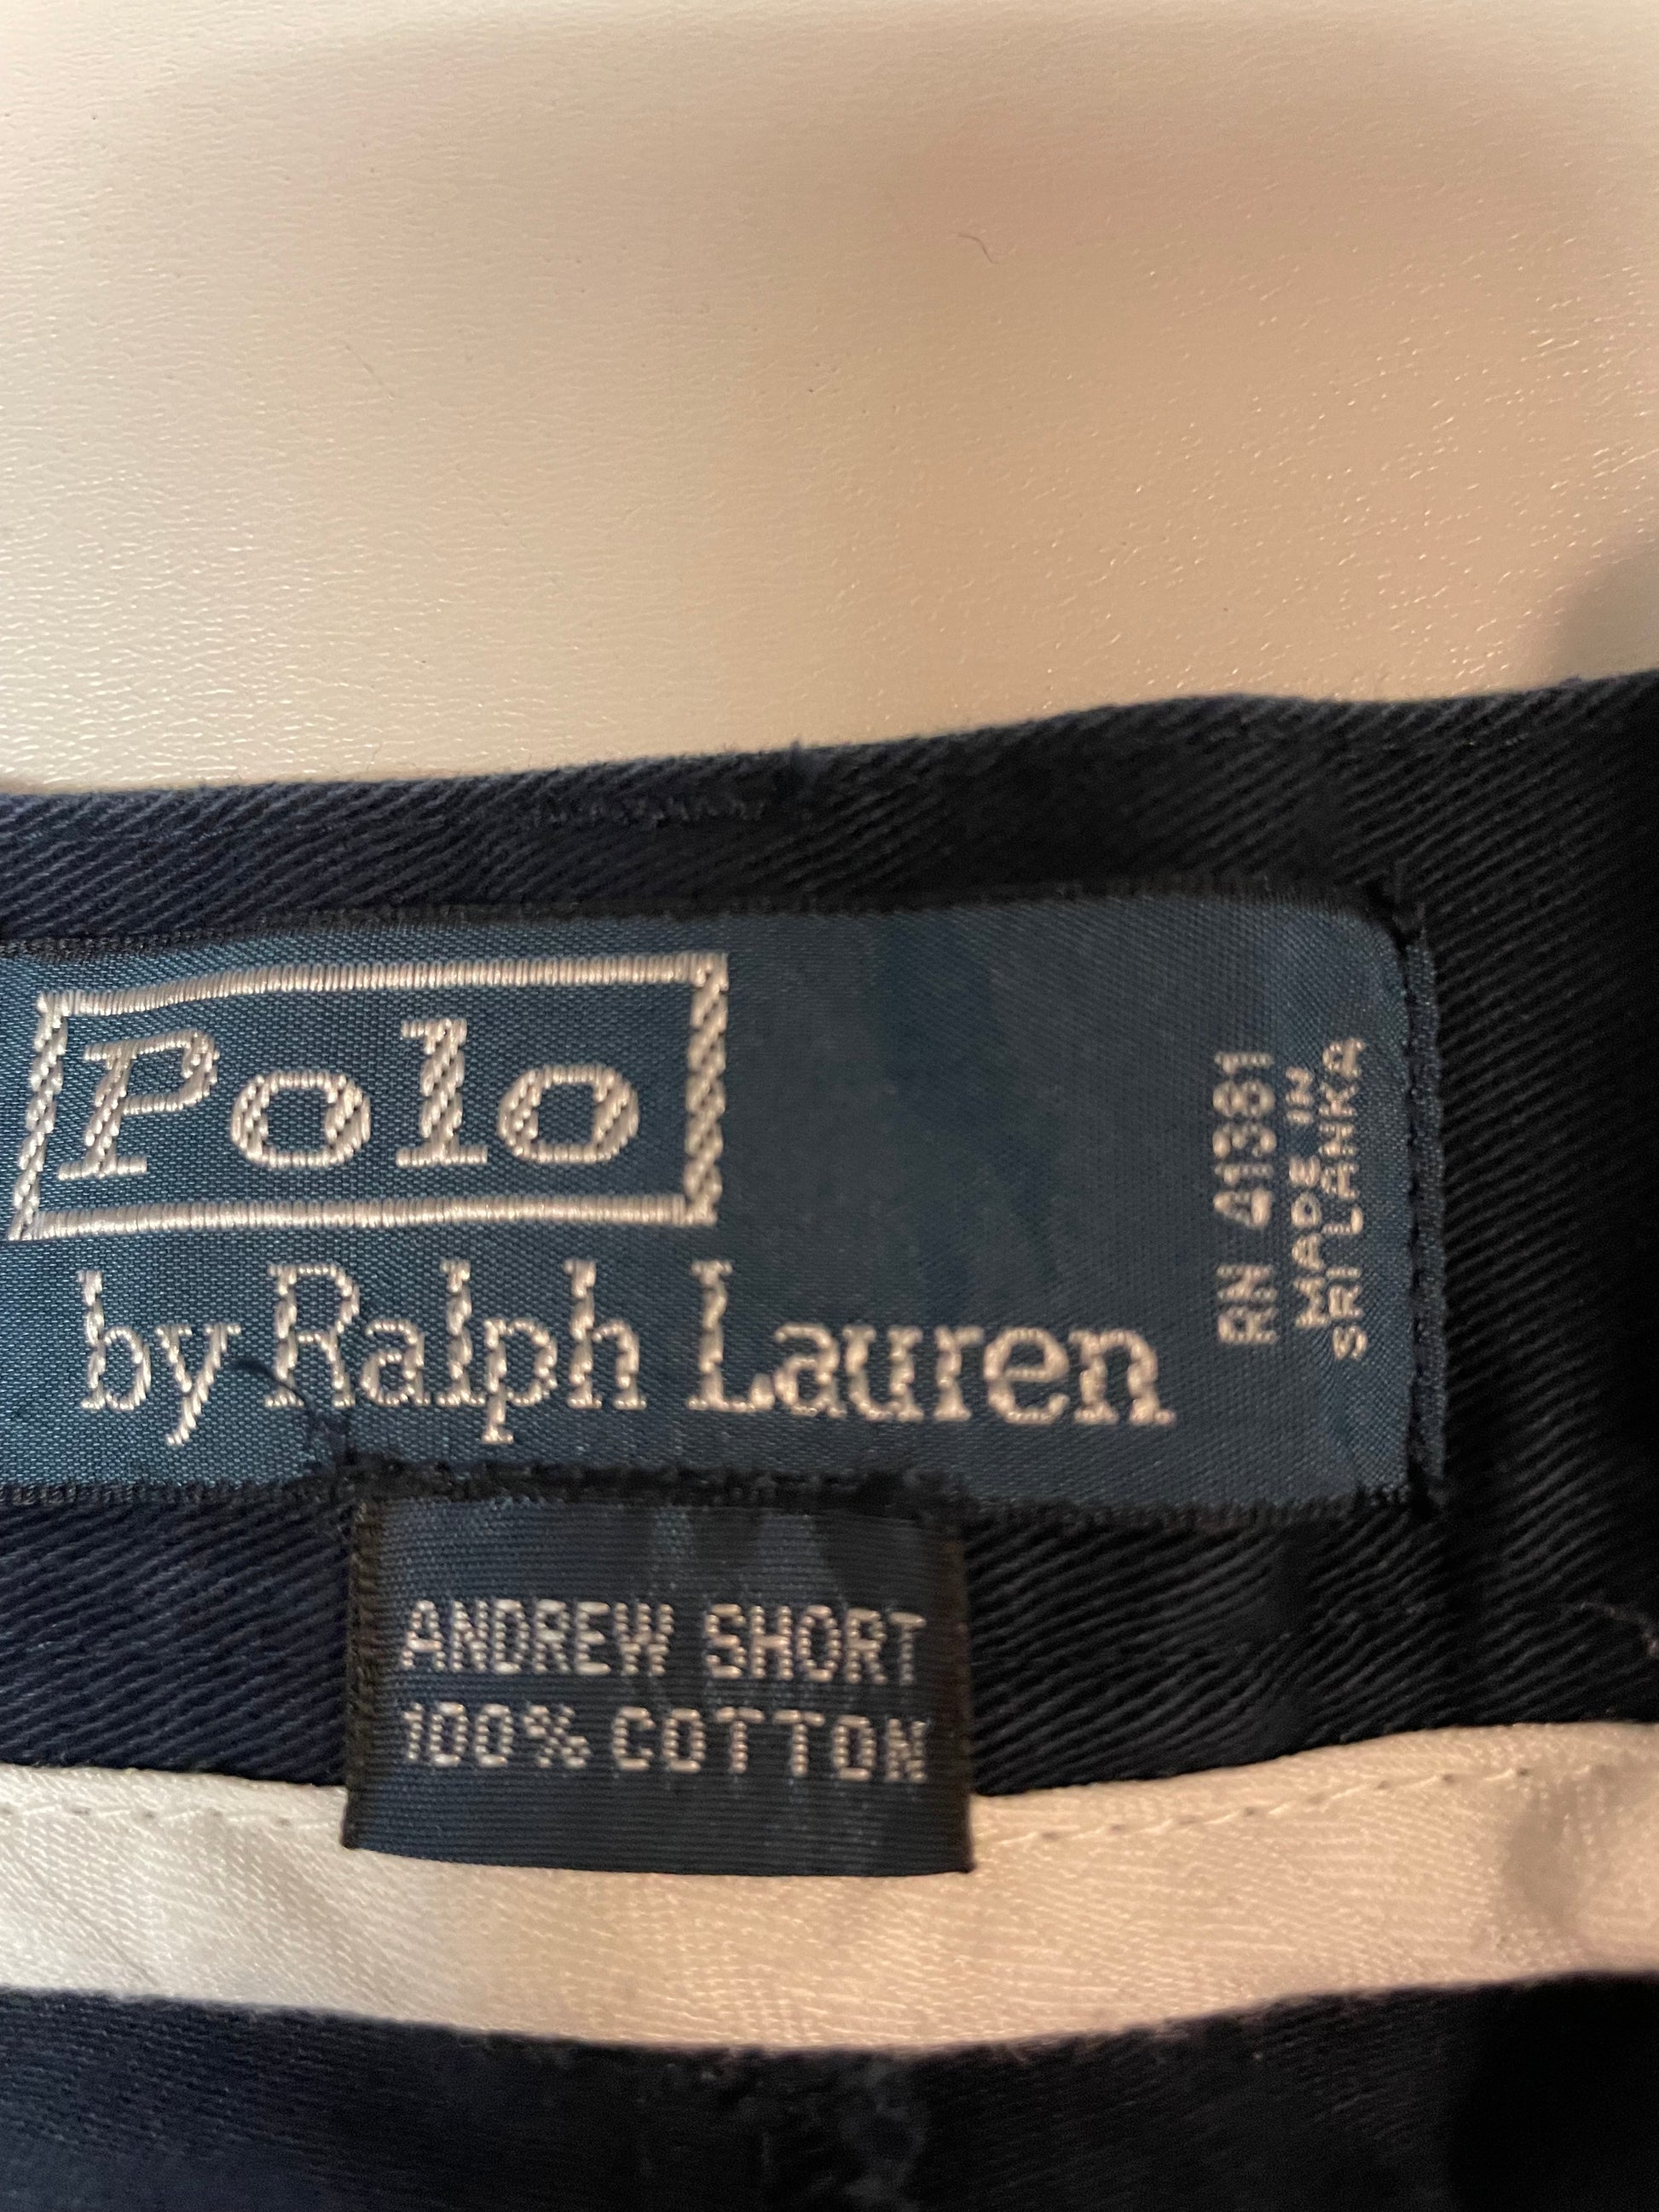 Polo
by Ralph Lauren
RN 41381
MADE IN
SRI LANKA
ANDREW SHORT
100% COTTON